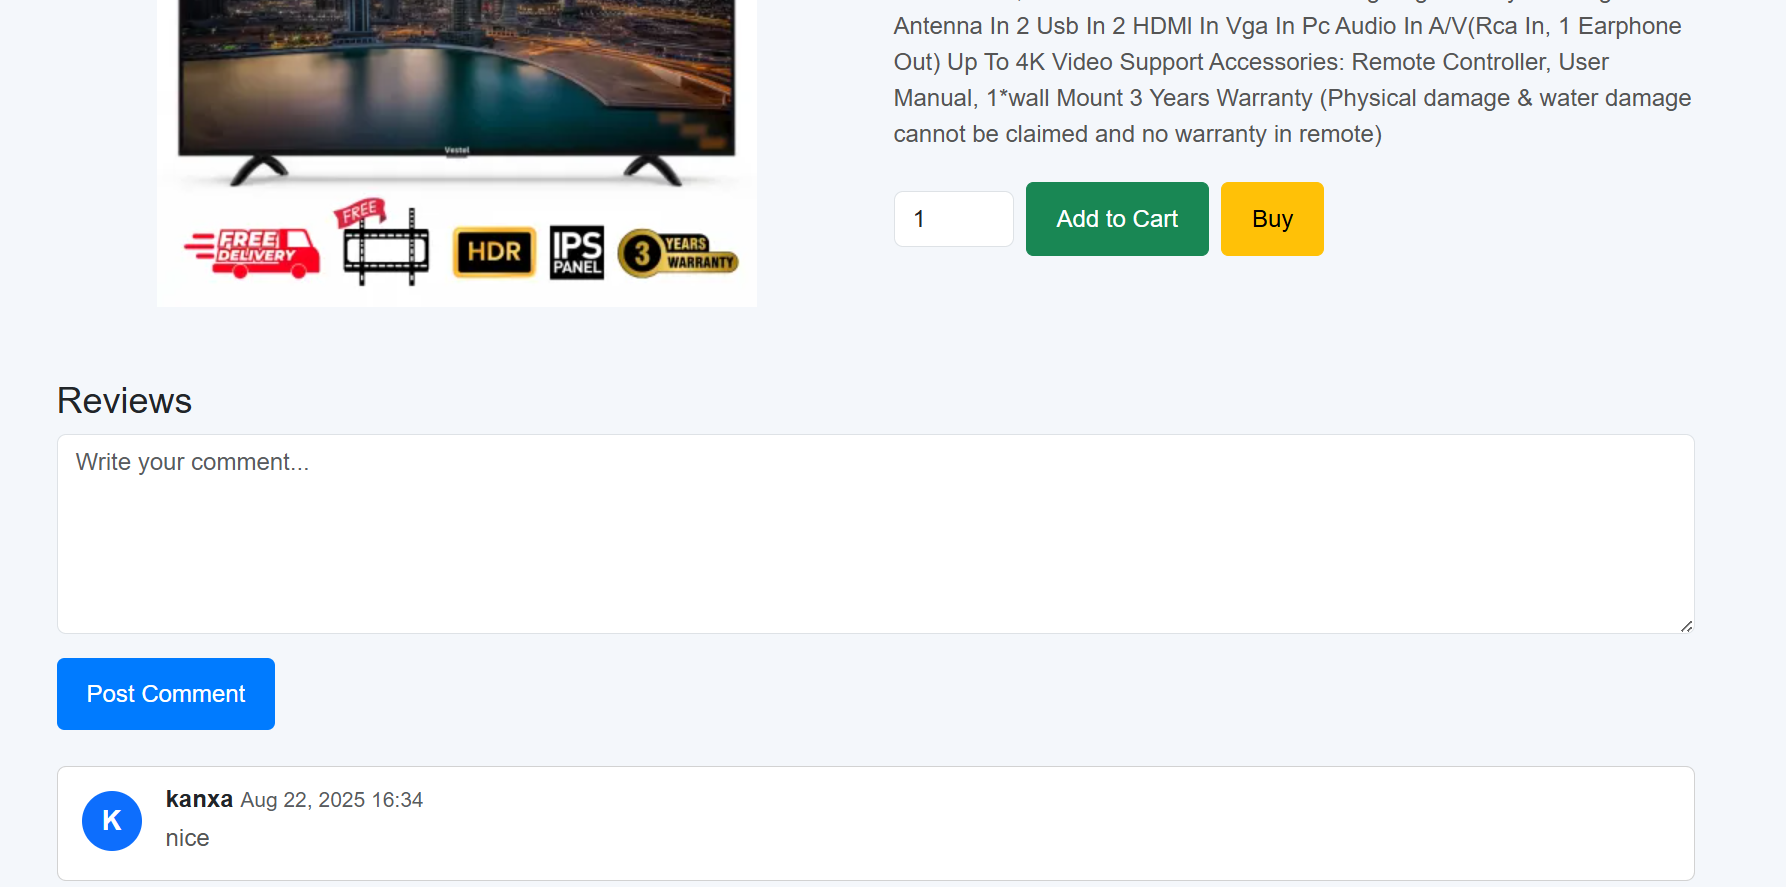 Antenna In 2 Usb In 2 HDMI In Vga In Pc Audio In A/V(Rca In, 1 Earphone
Out) Up To 4K Video Support Accessories: Remote Controller, User
Manual, 1*wall Mount 3 Years Warranty (Physical damage & water damage
cannot be claimed and no warranty in remote)
Vestel
FREE
DELIVERY
FREE
HDR
IPS
PANEL
3 YEARS
WARRANTY
1
Add to Cart
Buy
Reviews
Write your comment...
Post Comment
K
kanxa Aug 22, 2025 16:34
nice